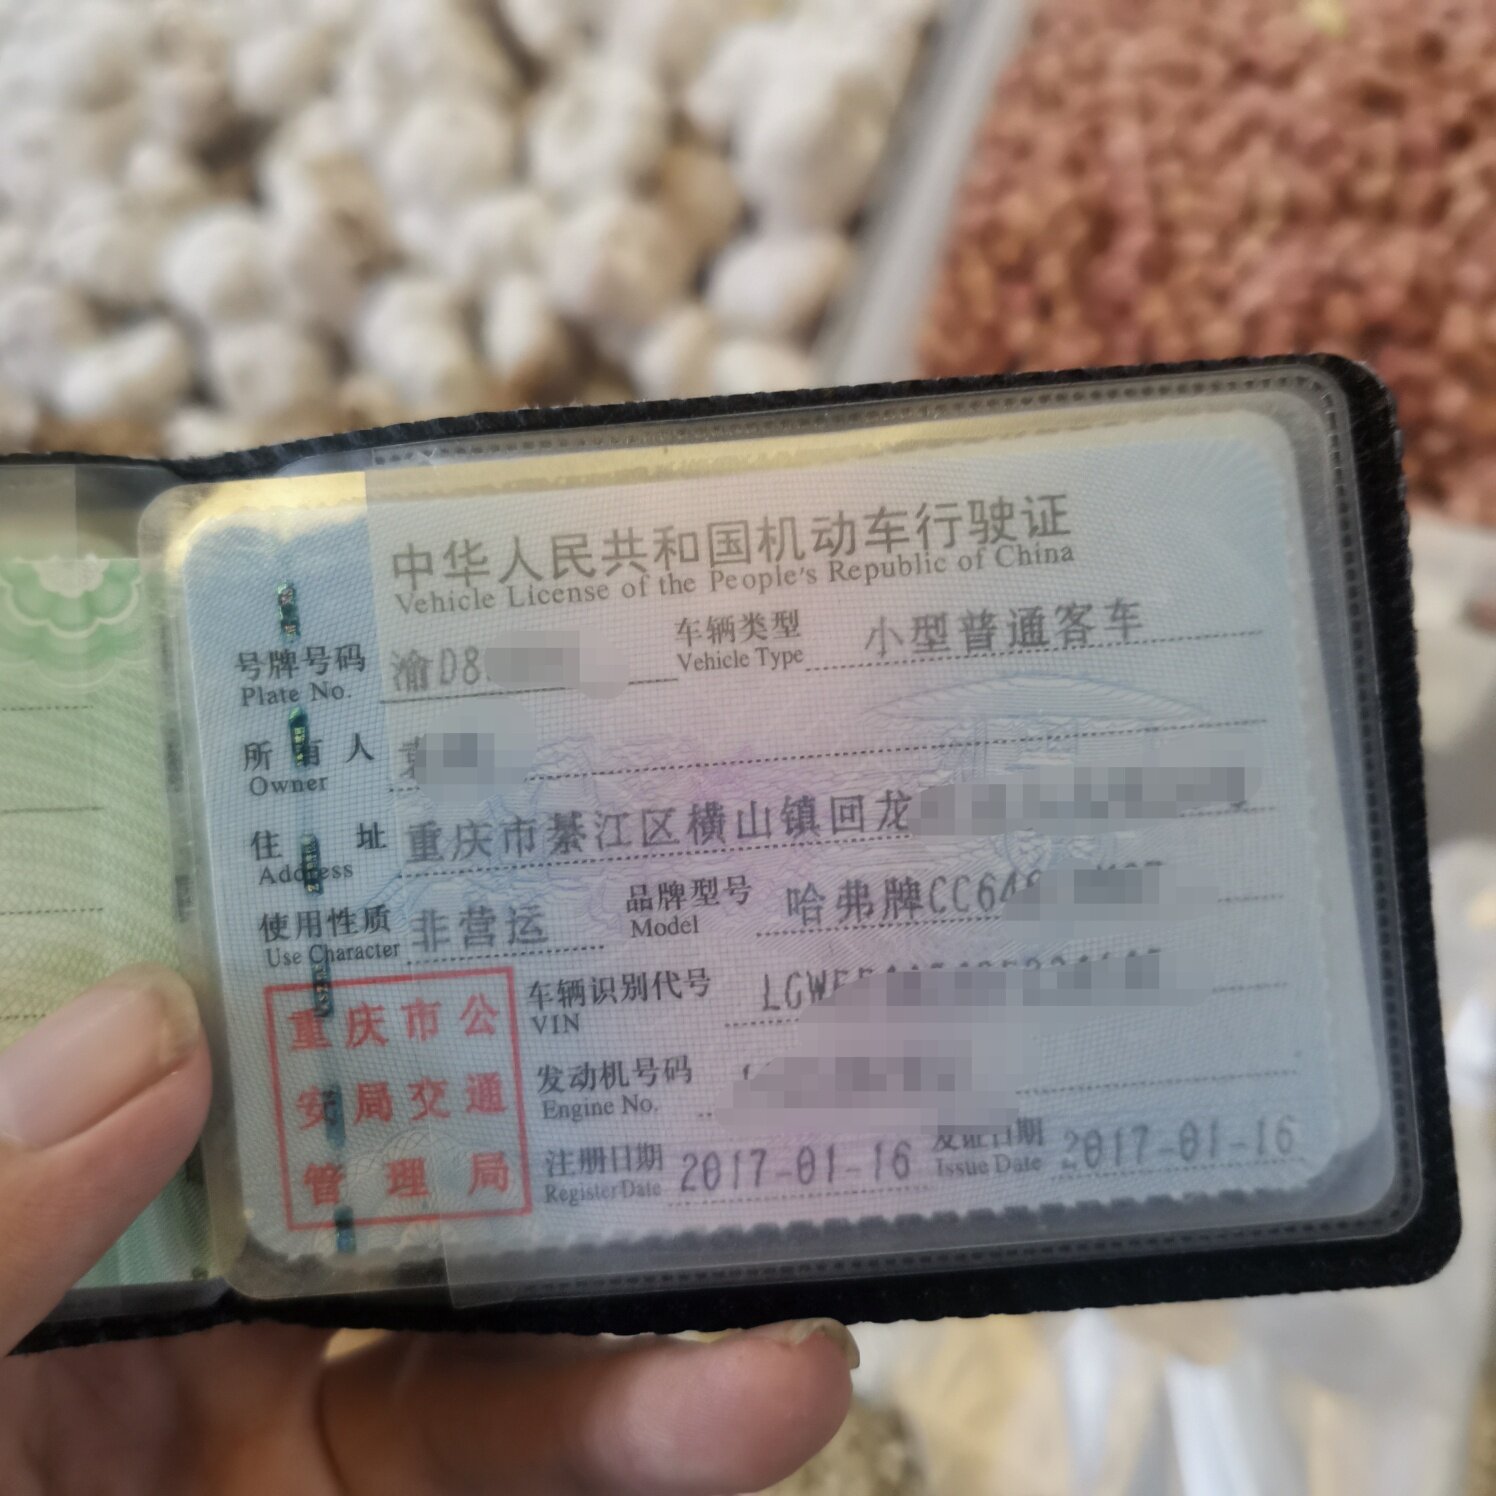 中华人民共和国机动车行驶证
Vehicle License of the People's Republic of China
号牌号码 渝D8 车辆类型 小型普通客车
Plate No. Vehicle Type
所有人
Owner
住址 重庆市綦江区横山镇回龙
Address
使用性质 非营运 品牌型号 哈弗牌CC646
Use Character Model
车辆识别代号 LGWE
VIN
发动机号码
Engine No.
注册日期 2017-01-16 发证日期 2017-01-16
Register Date Issue Date
重庆市公
安局交通
管理局